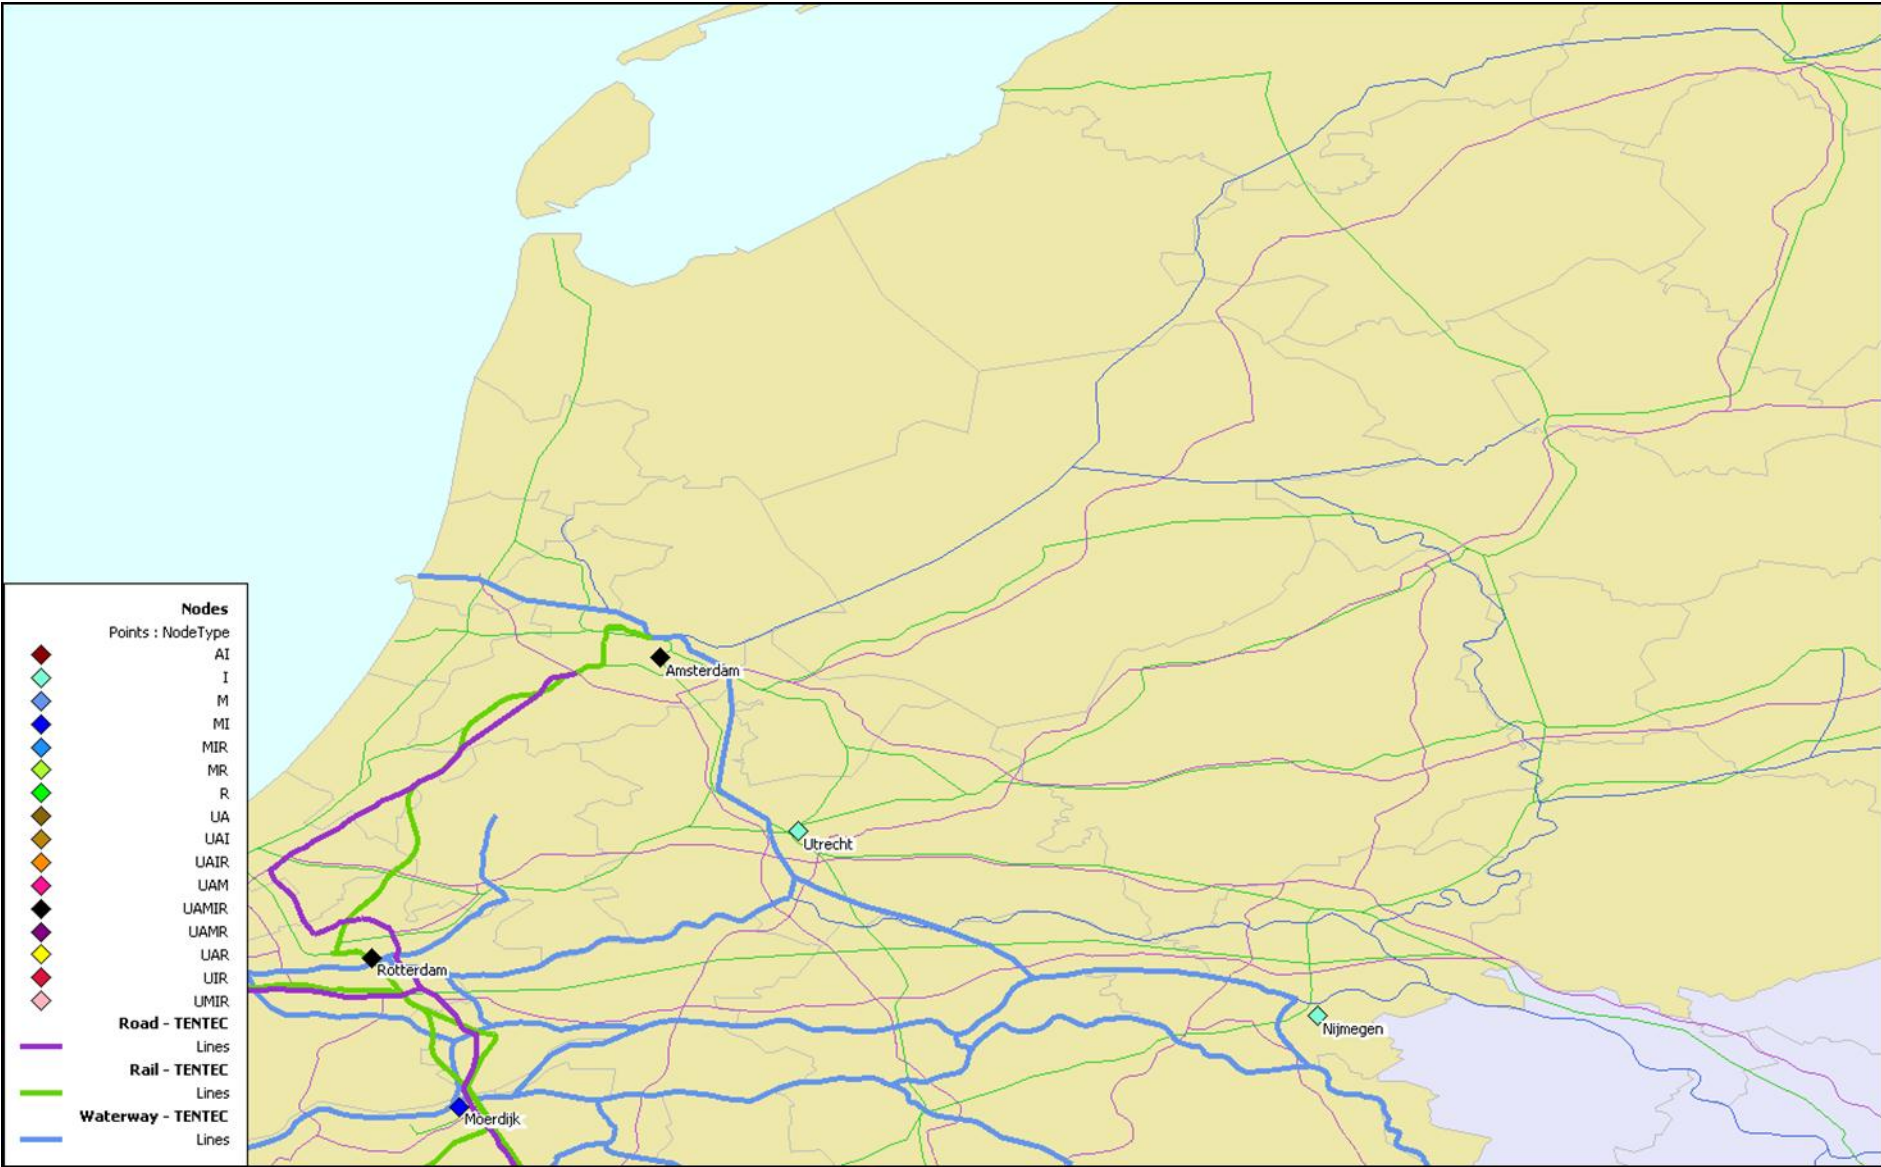 Amsterdam
Utrecht
Rotterdam
Nijmegen
Moerdijk
Nodes
Points : NodeType
AI
I
M
MI
MIR
MR
R
UA
UAI
UAIR
UAM
UAMIR
UAMR
UAR
UIR
UMIR
Road - TENTEC
Lines
Rail - TENTEC
Lines
Waterway - TENTEC
Lines